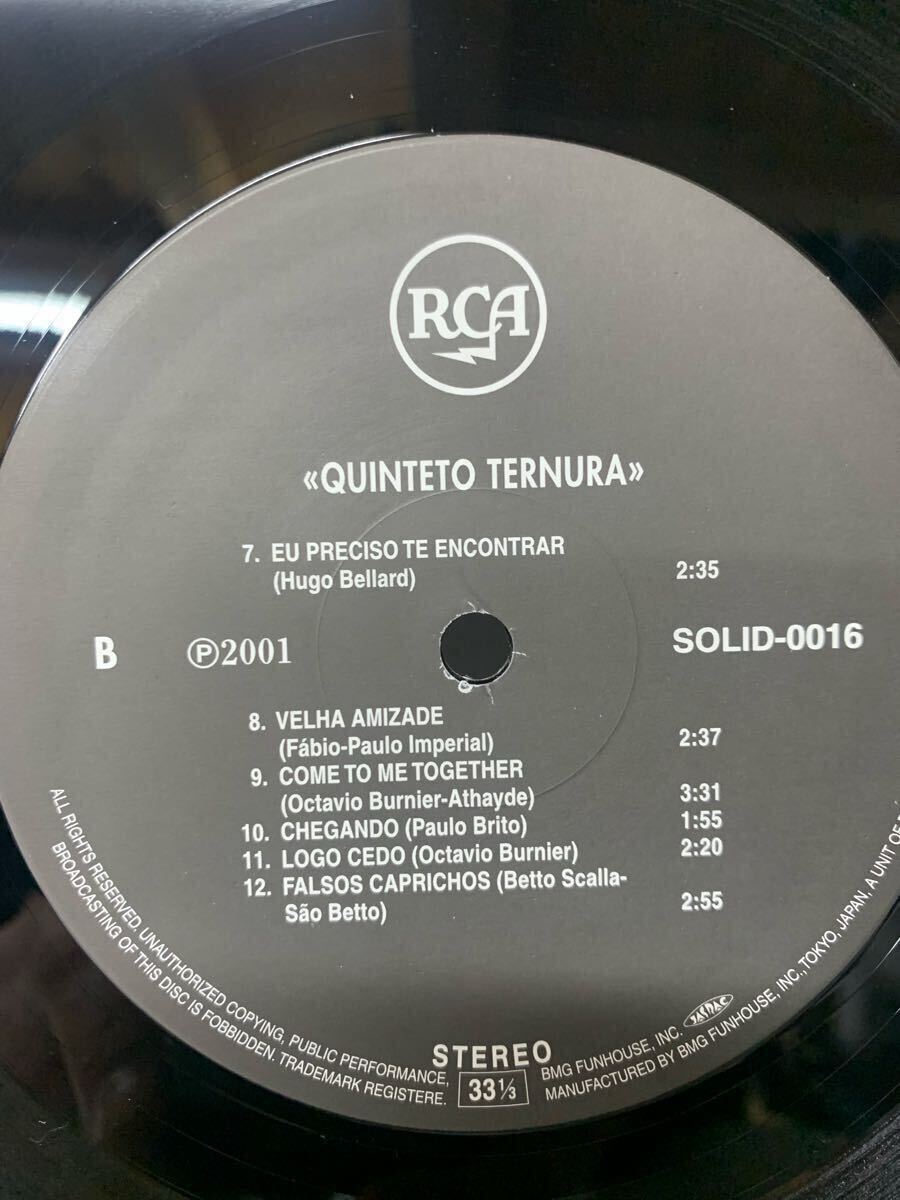 RCA
«QUINTETO TERNURA»
7. EU PRECISO TE ENCONTRAR
(Hugo Bellard) 2:35
B ℗2001 SOLID-0016
8. VELHA AMIZADE
(Fábio-Paulo Imperial) 2:37
9. COME TO ME TOGETHER
(Octavio Burnier-Athayde) 3:31
10. CHEGANDO (Paulo Brito) 1:55
11. LOGO CEDO (Octavio Burnier) 2:20
12. FALSOS CAPRICHOS (Betto Scalla-
São Betto) 2:55
STEREO
33 1/3
ALL RIGHTS RESERVED. UNAUTHORIZED COPYING, PUBLIC PERFORMANCE,
BROADCASTING OF THIS DISC IS FOBBIDDEN. TRADEMARK REGISTERE.
JASRAC
BMG FUNHOUSE, INC.
MANUFACTURED BY BMG FUNHOUSE, INC., TOKYO, JAPAN. A UNIT OF